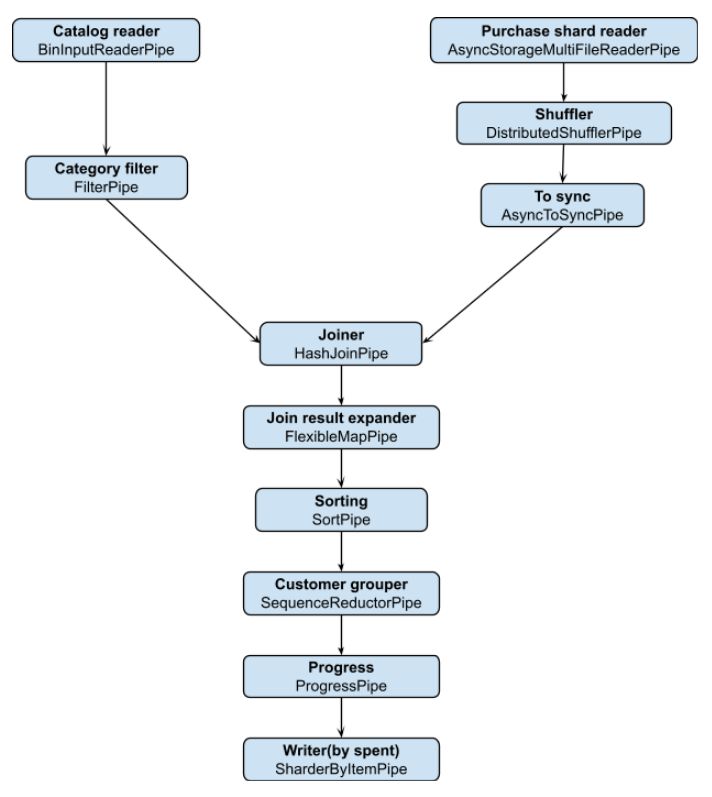 Catalog reader
BinInputReaderPipe
Purchase shard reader
AsyncStorageMultiFileReaderPipe
Shuffler
DistributedShufflerPipe
Category filter
FilterPipe
To sync
AsyncToSyncPipe
Joiner
HashJoinPipe
Join result expander
FlexibleMapPipe
Sorting
SortPipe
Customer grouper
SequenceReductorPipe
Progress
ProgressPipe
Writer(by spent)
SharderByItemPipe